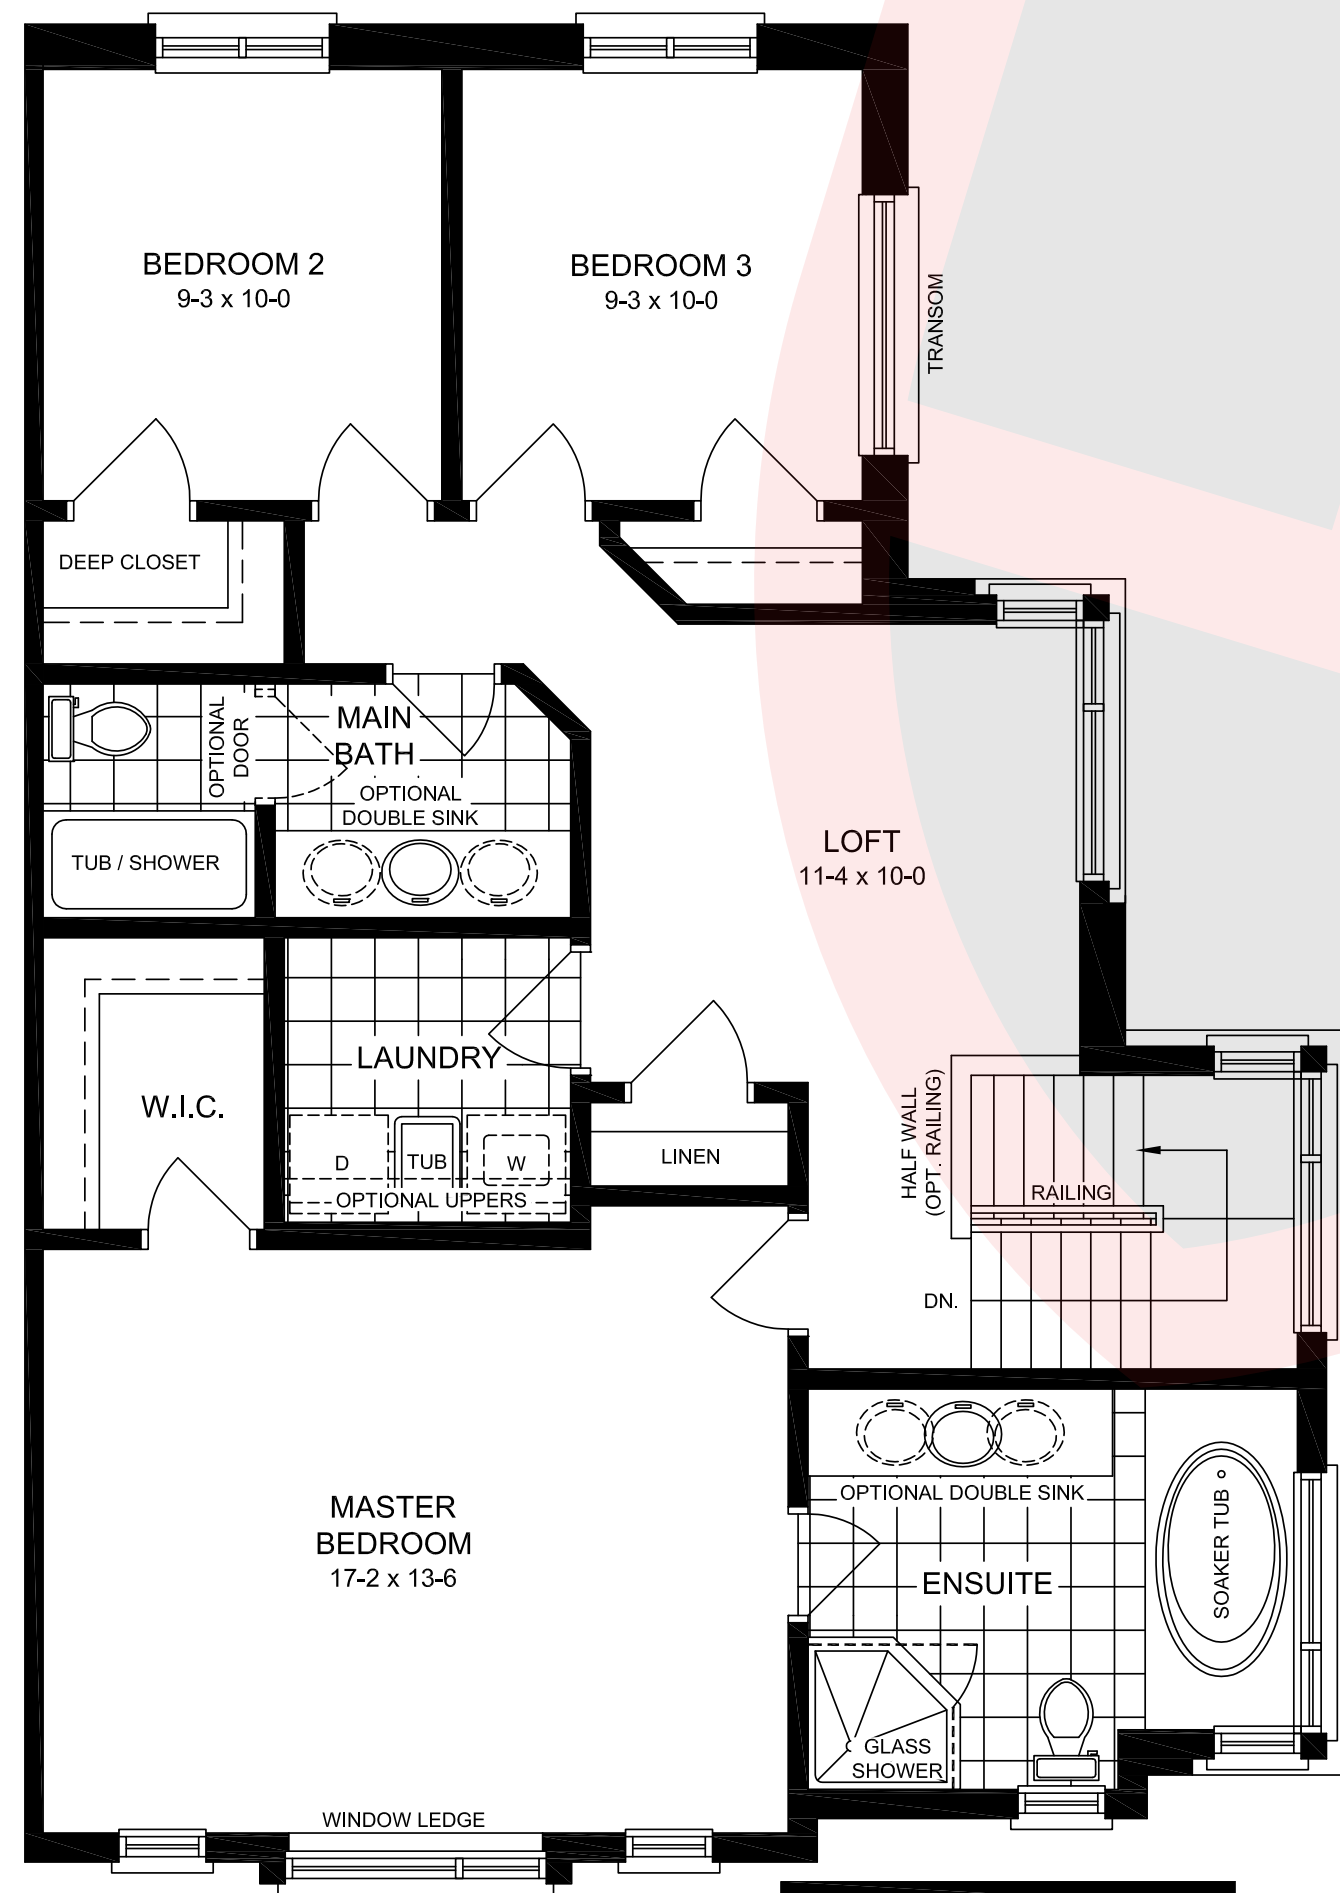 BEDROOM 2
9-3 x 10-0
BEDROOM 3
9-3 x 10-0
TRANSOM
DEEP CLOSET
OPTIONAL
DOOR
MAIN
BATH
OPTIONAL
DOUBLE SINK
TUB / SHOWER
LOFT
11-4 x 10-0
LAUNDRY
W.I.C.
D
TUB
W
OPTIONAL UPPERS
LINEN
HALF WALL
(OPT. RAILING)
RAILING
DN.
MASTER
BEDROOM
17-2 x 13-6
OPTIONAL DOUBLE SINK
ENSUITE
SOAKER TUB
GLASS
SHOWER
WINDOW LEDGE